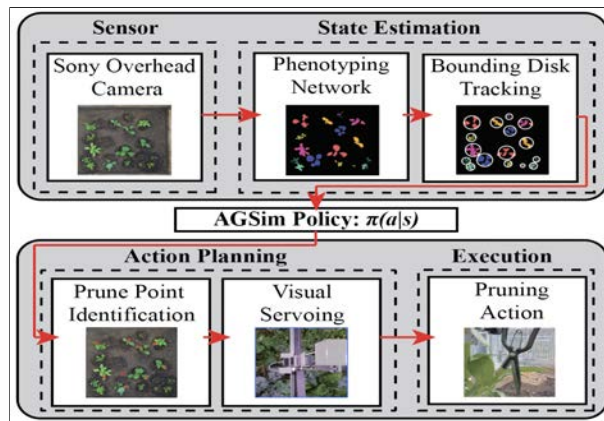 Sensor
State Estimation
Sony Overhead
Camera
Phenotyping
Network
Bounding Disk
Tracking
AGSim Policy: π(a|s)
Action Planning
Execution
Prune Point
Identification
Visual
Servoing
Pruning
Action